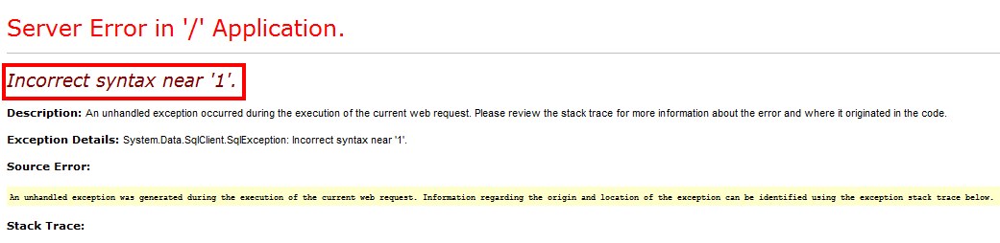 Server Error in '/' Application.
Incorrect syntax near '1'.
Description: An unhandled exception occurred during the execution of the current web request. Please review the stack trace for more information about the error and where it originated in the code.
Exception Details: System.Data.SqlClient.SqlException: Incorrect syntax near '1'.
Source Error:
An unhandled exception was generated during the execution of the current web request. Information regarding the origin and location of the exception can be identified using the exception stack trace below.
Stack Trace: